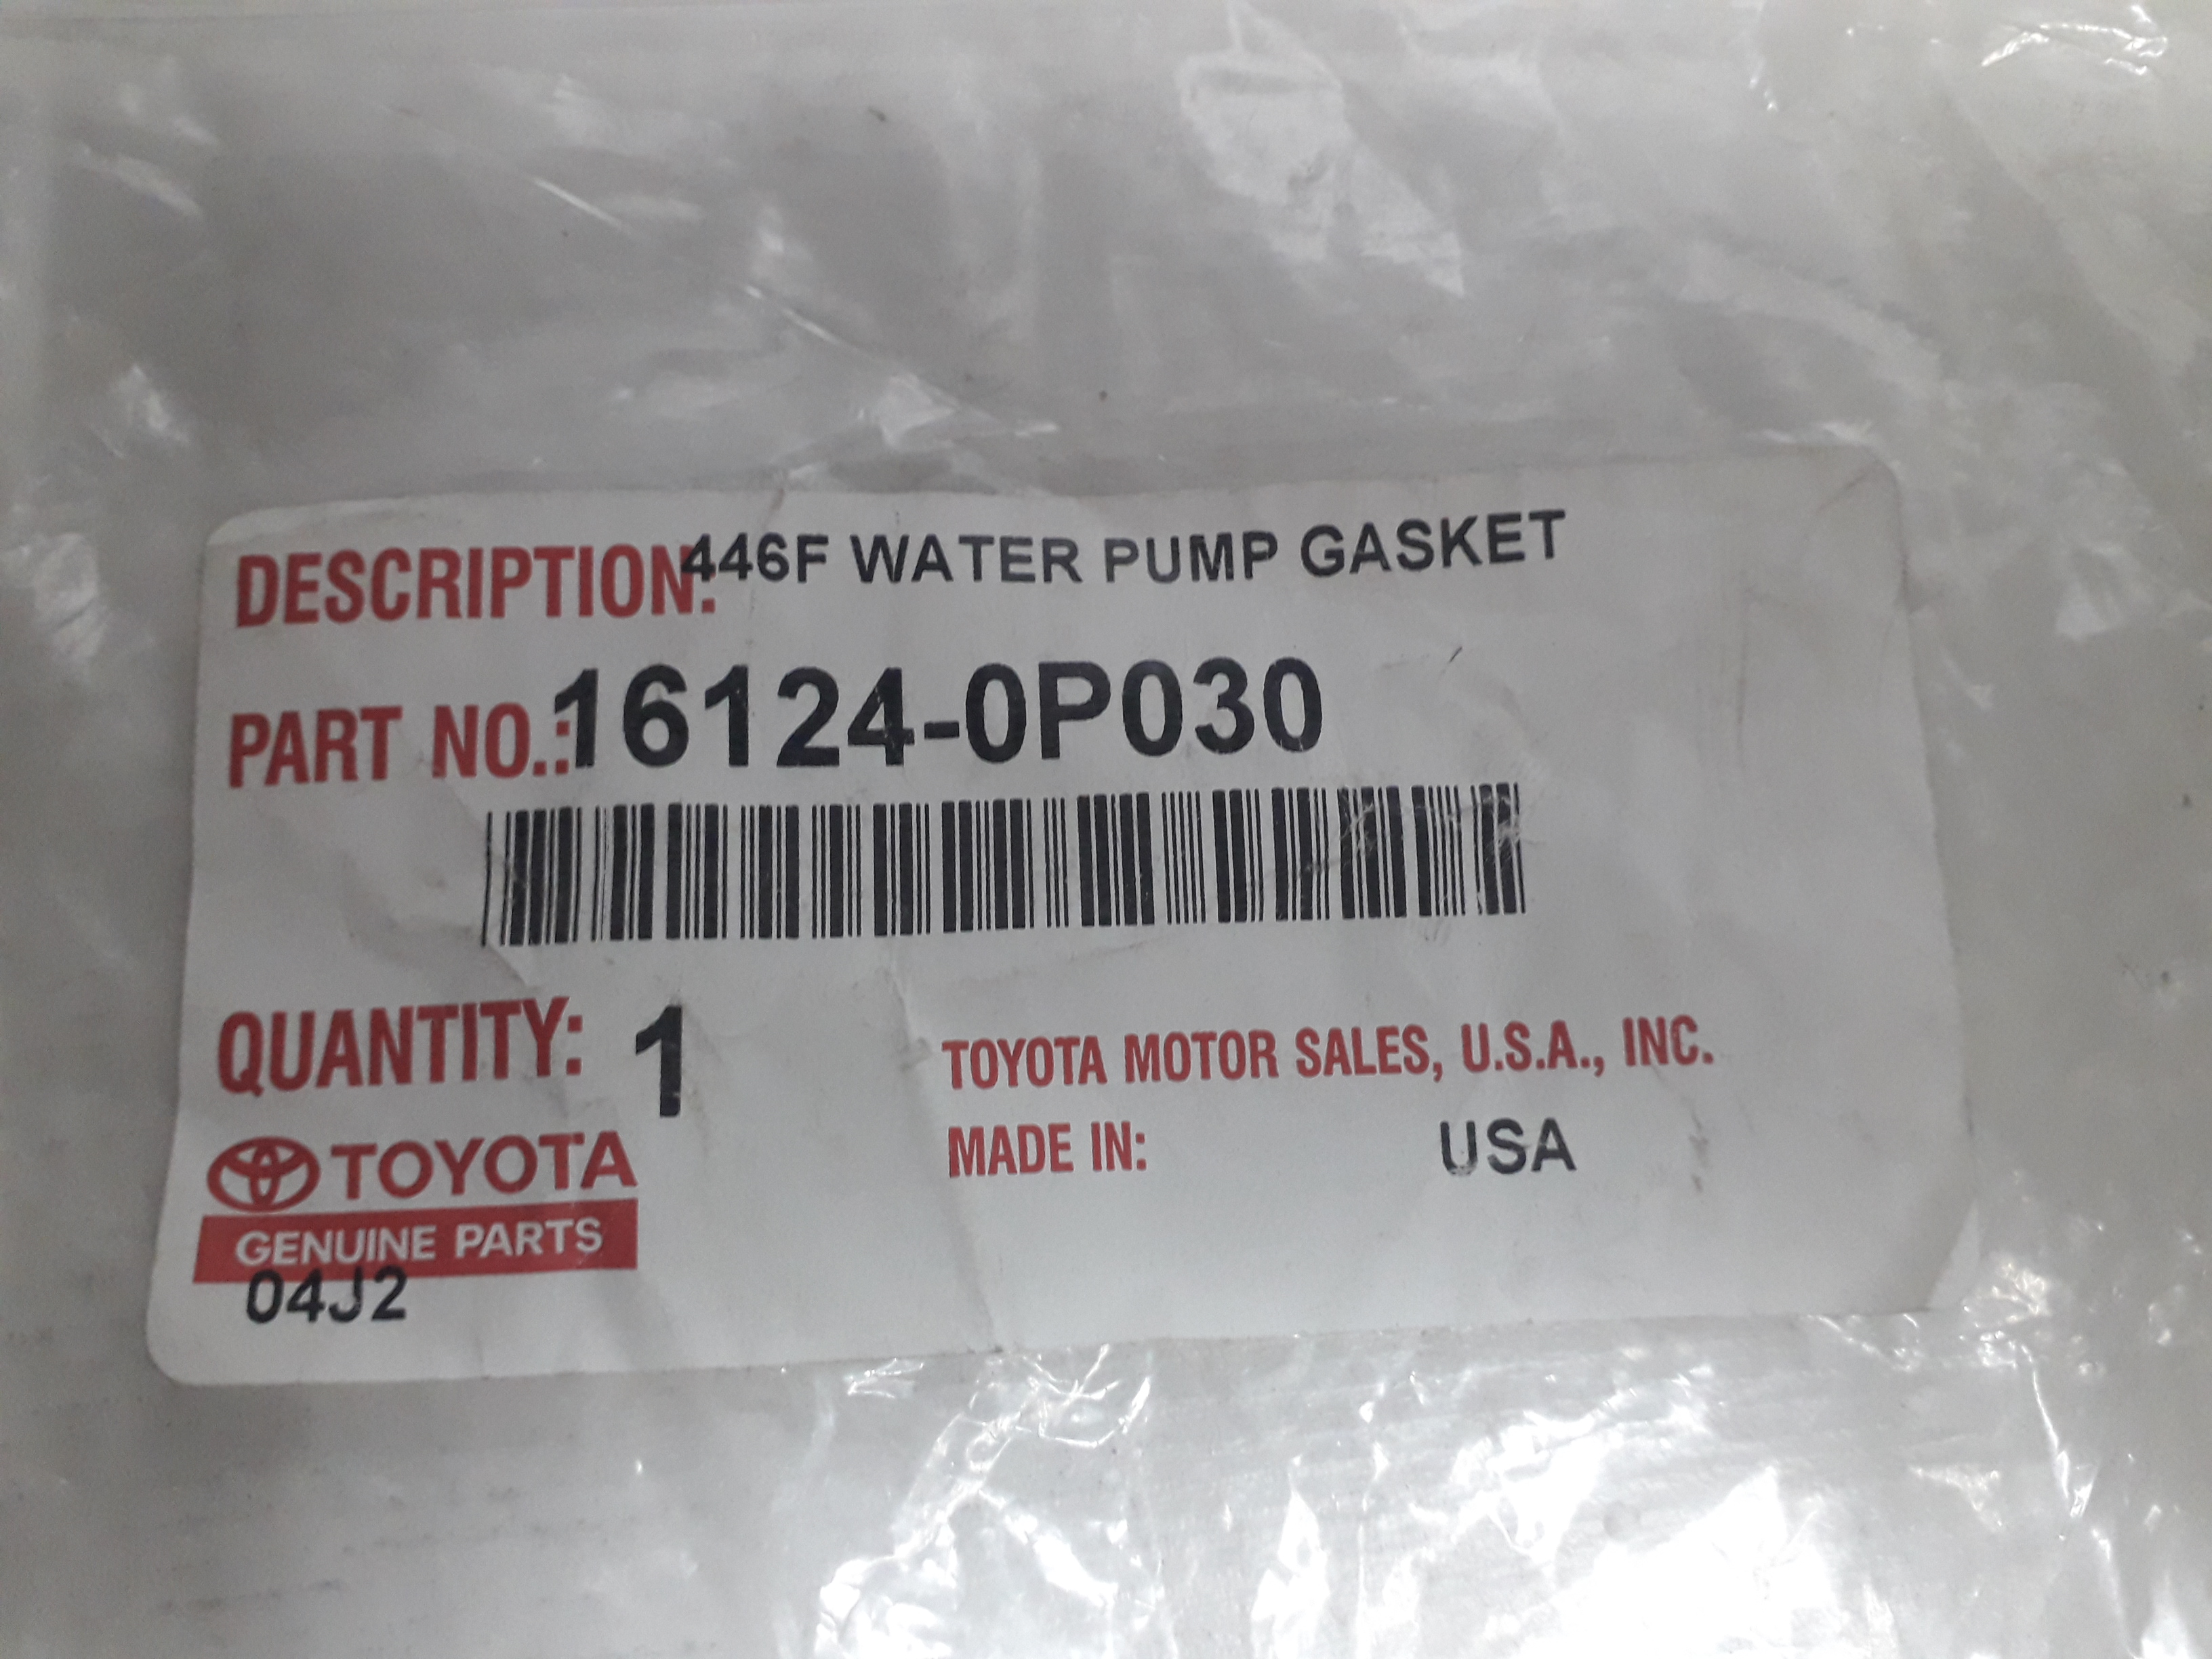 DESCRIPTION: 446F WATER PUMP GASKET
PART NO.: 16124-0P030
QUANTITY: 1
TOYOTA MOTOR SALES, U.S.A., INC.
MADE IN: USA
TOYOTA
GENUINE PARTS
04J2